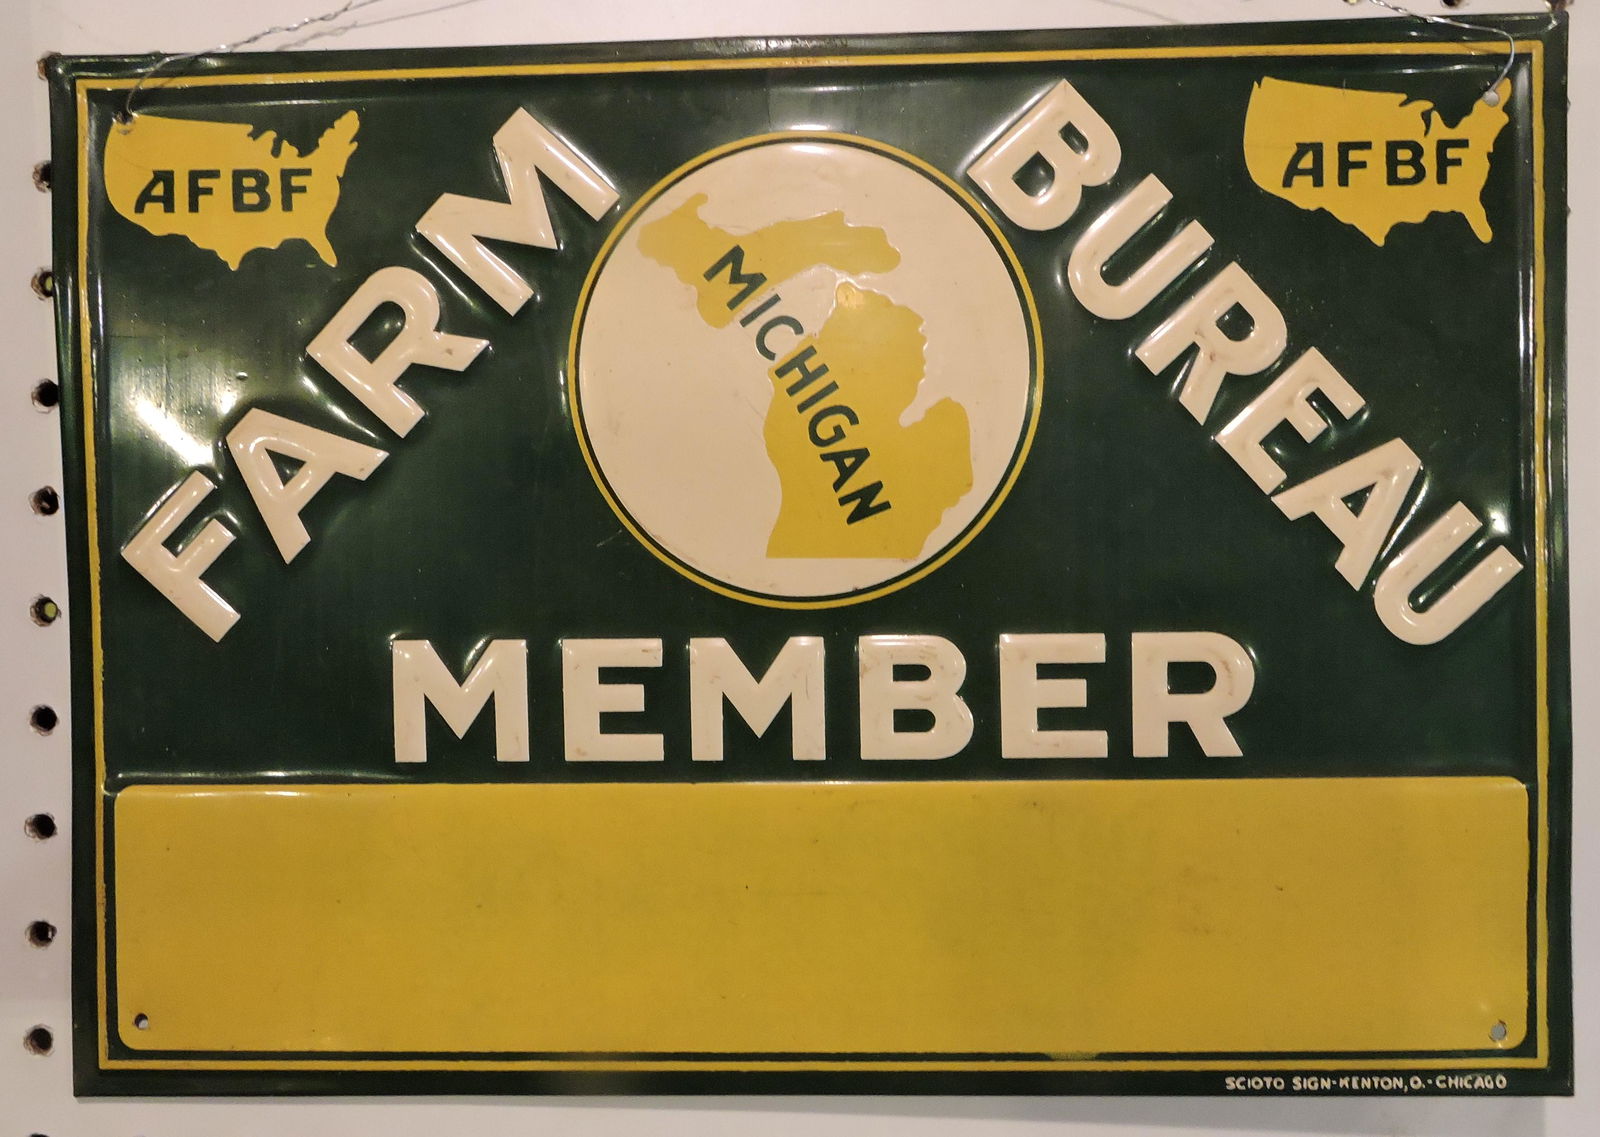 AFBF
AFBF
FARM BUREAU
MICHIGAN
MEMBER
SCIOTO SIGN-KENTON, O.-CHICAGO